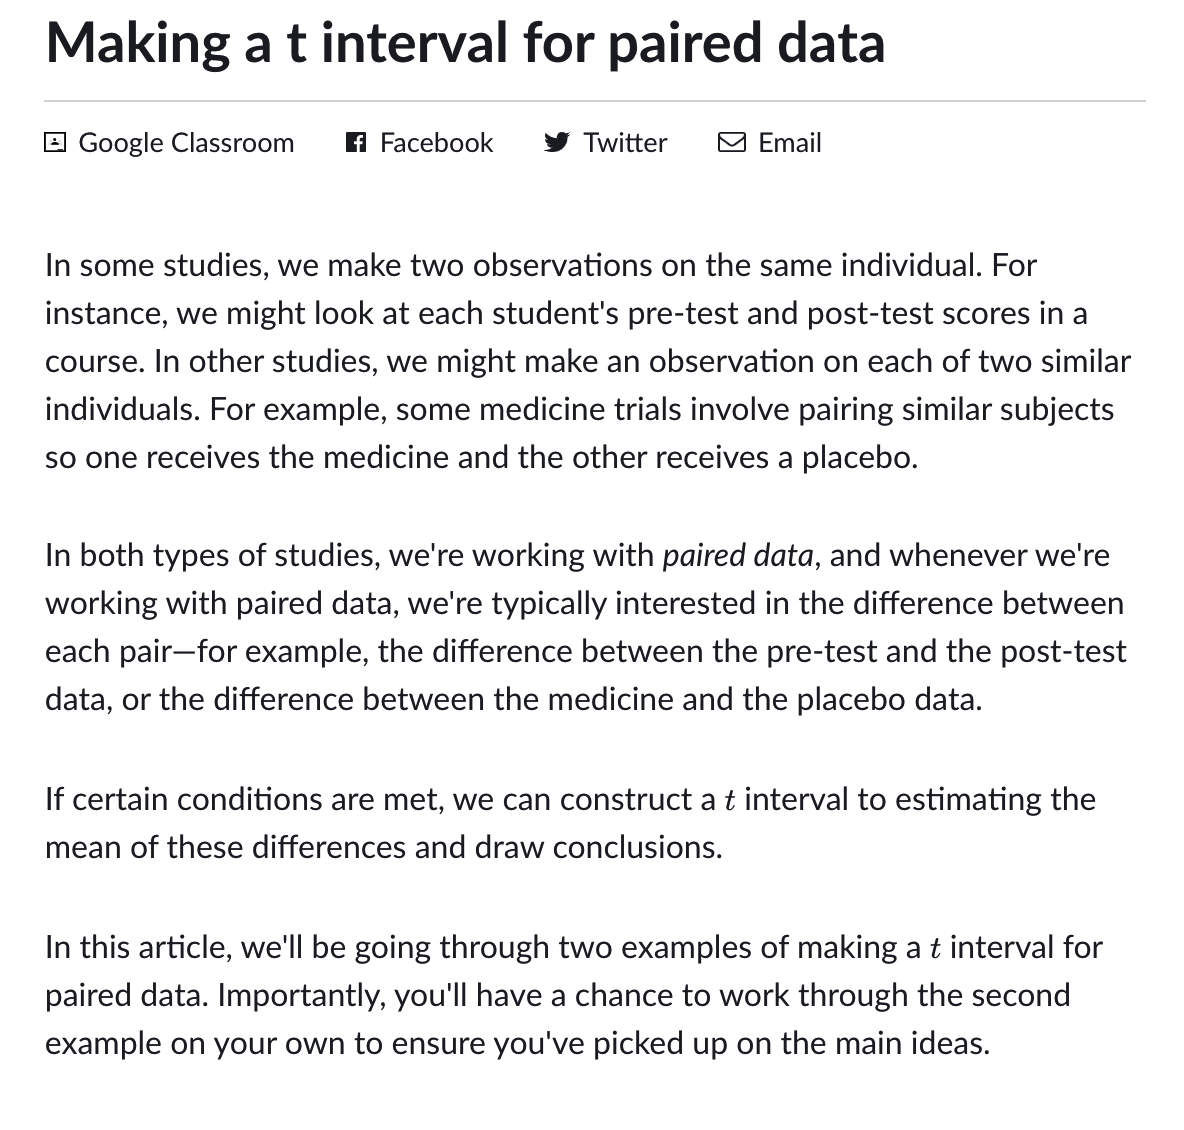 Making a t interval for paired data
Google Classroom Facebook Twitter Email
In some studies, we make two observations on the same individual. For
instance, we might look at each student's pre-test and post-test scores in a
course. In other studies, we might make an observation on each of two similar
individuals. For example, some medicine trials involve pairing similar subjects
so one receives the medicine and the other receives a placebo.
In both types of studies, we're working with paired data, and whenever we're
working with paired data, we're typically interested in the difference between
each pair—for example, the difference between the pre-test and the post-test
data, or the difference between the medicine and the placebo data.
If certain conditions are met, we can construct a t interval to estimating the
mean of these differences and draw conclusions.
In this article, we'll be going through two examples of making a t interval for
paired data. Importantly, you'll have a chance to work through the second
example on your own to ensure you've picked up on the main ideas.